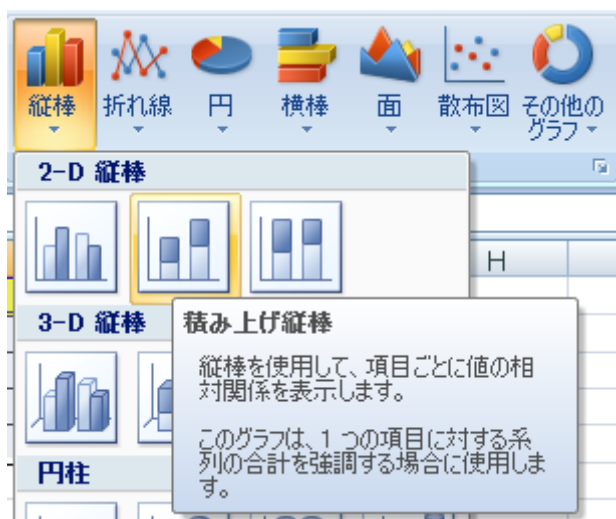 縦棒 折れ線 円 横棒 面 散布図 その他の
グラフ
2-D 縦棒
H
3-D 縦棒
積み上げ縦棒
縦棒を使用して、項目ごとに値の相
対関係を表示します。
このグラフは、1 つの項目に対する系
列の合計を強調する場合に使用しま
す。
円柱